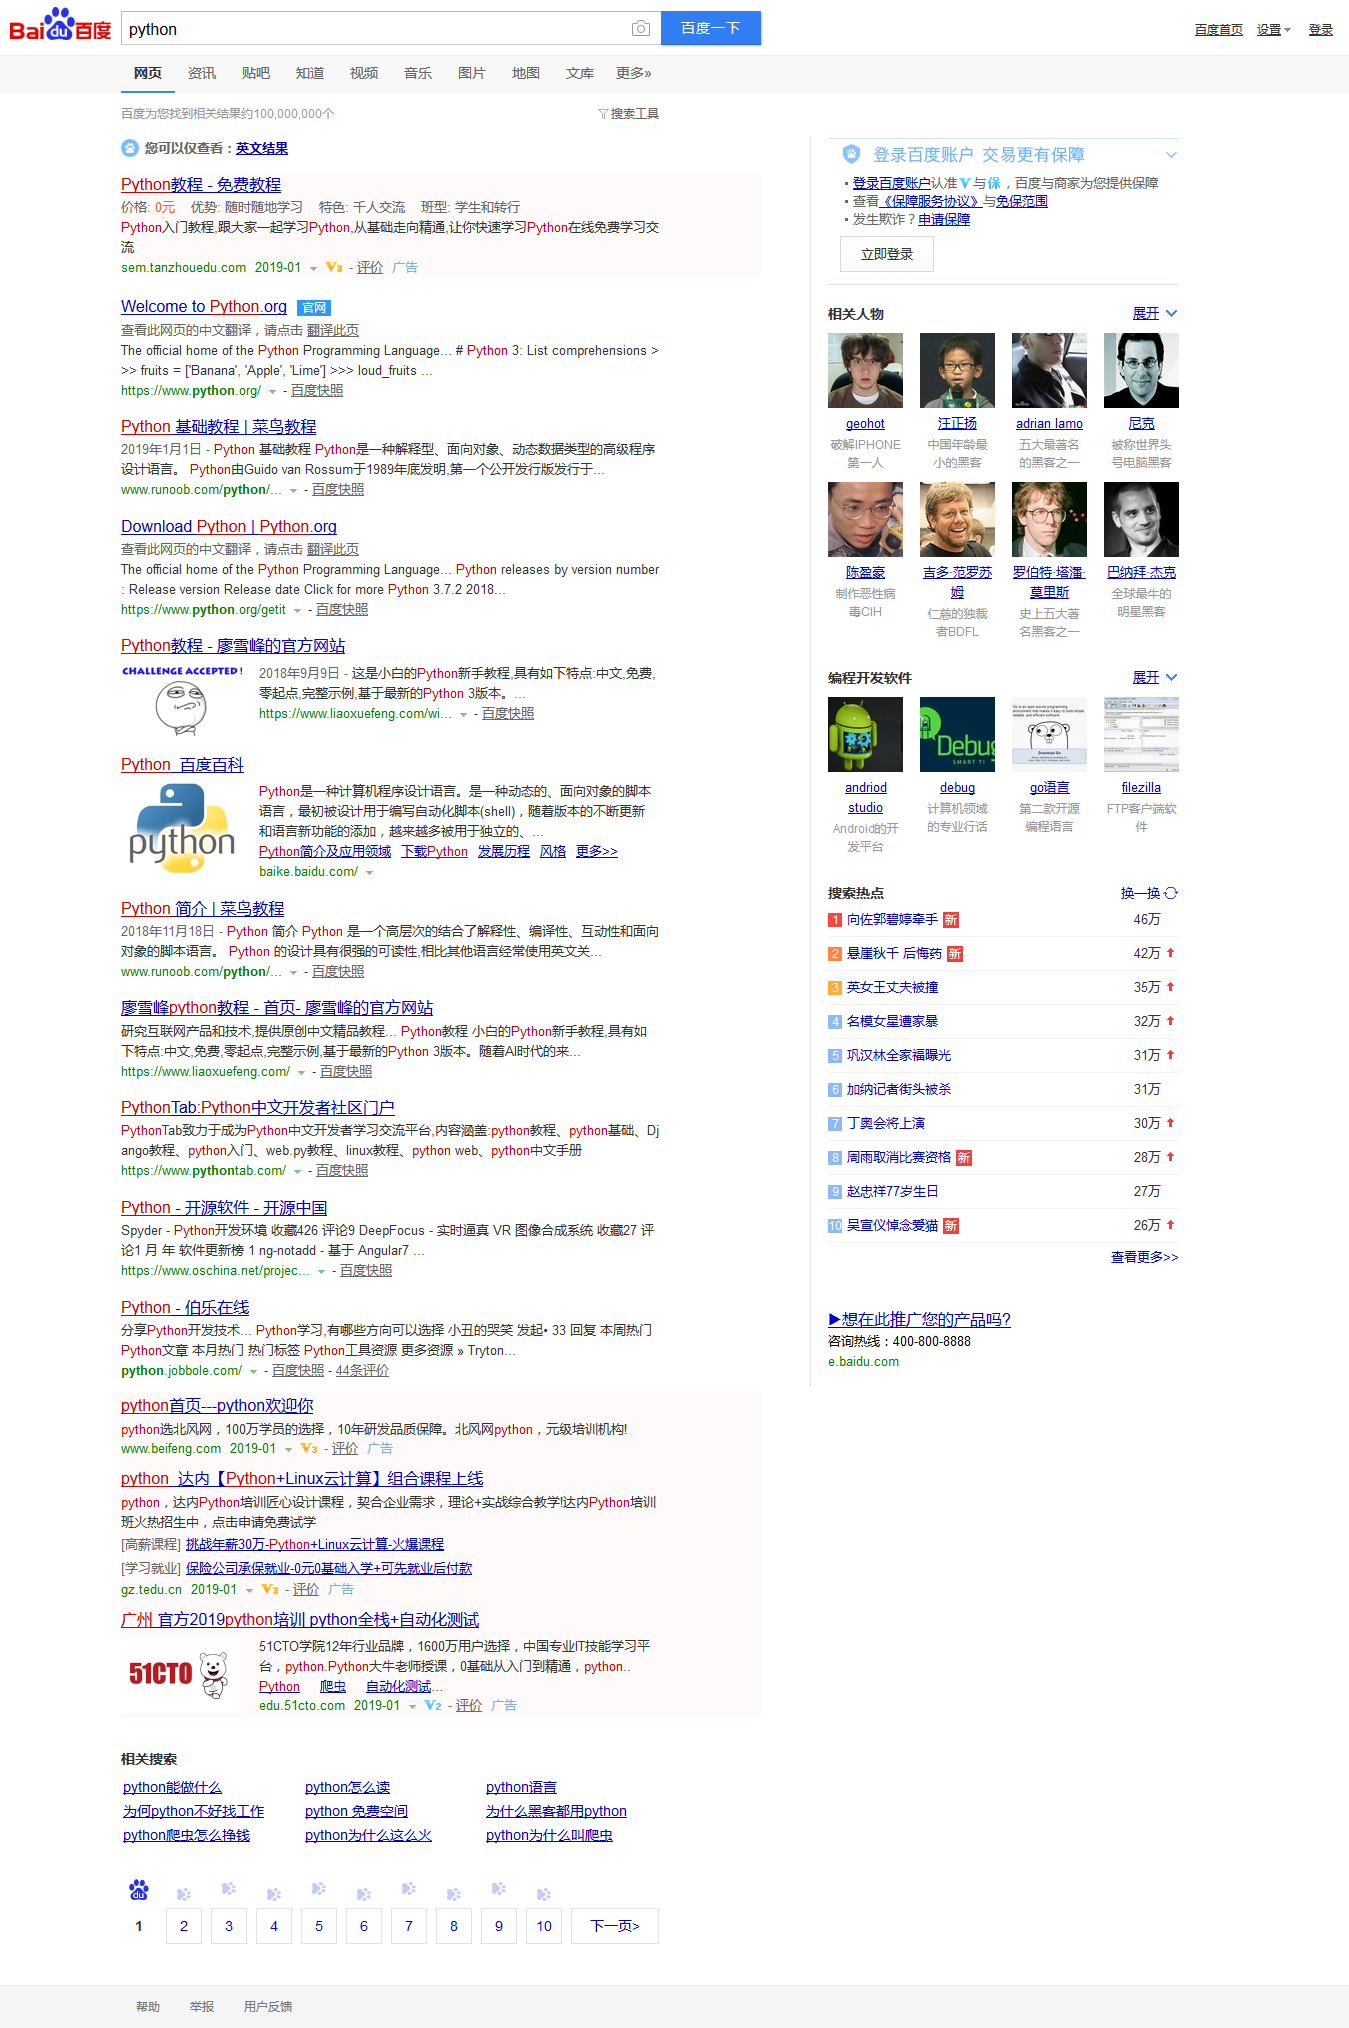 Bai du 百度
python
百度一下
百度首页 设置 登录
网页 资讯 贴吧 知道 视频 音乐 图片 地图 文库 更多»
百度为您找到相关结果约100,000,000个
搜索工具
您可以仅查看：英文结果
Python教程 - 免费教程
价格: 0元 优势: 随时随地学习 特色: 千人交流 班型: 学生和转行
Python入门教程,跟大家一起学习Python,从基础走向精通,让你快速学习Python在线免费学习交
流
sem.tanzhouedu.com 2019-01 V3 - 评价 广告
Welcome to Python.org 官网
查看此网页的中文翻译，请点击 翻译此页
The official home of the Python Programming Language... # Python 3: List comprehensions >
>> fruits = ['Banana', 'Apple', 'Lime'] >>> loud_fruits ...
https://www.python.org/ - 百度快照
Python 基础教程 | 菜鸟教程
2019年1月1日 - Python 基础教程 Python是一种解释型、面向对象、动态数据类型的高级程序
设计语言。 Python由Guido van Rossum于1989年底发明,第一个公开发行版发行于...
www.runoob.com/python/... - 百度快照
Download Python | Python.org
查看此网页的中文翻译，请点击 翻译此页
The official home of the Python Programming Language... Python releases by version number
: Release version Release date Click for more Python 3.7.2 2018...
https://www.python.org/getit - 百度快照
Python教程 - 廖雪峰的官方网站
CHALLENGE ACCEPTED!
2018年9月9日 - 这是小白的Python新手教程,具有如下特点:中文,免费,
零起点,完整示例,基于最新的Python 3版本。...
https://www.liaoxuefeng.com/wi... - 百度快照
Python_百度百科
python
Python是一种计算机程序设计语言。是一种动态的、面向对象的脚本
语言，最初被设计用于编写自动化脚本(shell)，随着版本的不断更新
和语言新功能的添加，越来越多被用于独立的、...
Python简介及应用领域 下载Python 发展历程 风格 更多>>
baike.baidu.com/
Python 简介 | 菜鸟教程
2018年11月18日 - Python 简介 Python 是一个高层次的结合了解释性、编译性、互动性和面向
对象的脚本语言。 Python 的设计具有很强的可读性,相比其他语言经常使用英文关...
www.runoob.com/python/... - 百度快照
廖雪峰python教程 - 首页- 廖雪峰的官方网站
研究互联网产品和技术,提供原创中文精品教程... Python教程 小白的Python新手教程,具有如
下特点:中文,免费,零起点,完整示例,基于最新的Python 3版本。随着AI时代的来...
https://www.liaoxuefeng.com/ - 百度快照
PythonTab:Python中文开发者社区门户
PythonTab致力于成为Python中文开发者学习交流平台,内容涵盖:python教程、python基础、Dj
ango教程、python入门、web.py教程、linux教程、python web、python中文手册
https://www.pythontab.com/ - 百度快照
Python - 开源软件 - 开源中国
Spyder - Python开发环境 收藏426 评论9 DeepFocus - 实时逼真 VR 图像合成系统 收藏27 评
论1 月 年 软件更新榜 1 ng-notadd - 基于 Angular7 ...
https://www.oschina.net/projec... - 百度快照
Python - 伯乐在线
分享Python开发技术... Python学习,有哪些方向可以选择 小丑的哭笑 发起• 33 回复 本周热门
Python文章 本月热门 热门标签 Python工具资源 更多资源 » Tryton...
python.jobbole.com/ - 百度快照 - 44条评价
python首页---python欢迎你
python选北风网，100万学员的选择，10年研发品质保障。北风网python，元级培训机构!
www.beifeng.com 2019-01 V3 - 评价 广告
python_达内【Python+Linux云计算】组合课程上线
python，达内Python培训匠心设计课程，契合企业需求，理论+实战综合教学!达内Python培训
班火热招生中，点击申请免费试学
[高薪课程] 挑战年薪30万-Python+Linux云计算-火爆课程
[学习就业] 保险公司承保就业-0元0基础入学+可先就业后付款
gz.tedu.cn 2019-01 V3 - 评价 广告
广州_官方2019python培训 python全栈+自动化测试
51CTO
51CTO学院12年行业品牌，1600万用户选择，中国专业IT技能学习平
台，python.Python大牛老师授课，0基础从入门到精通，python..
Python 爬虫 自动化测试...
edu.51cto.com 2019-01 V2 - 评价 广告
相关搜索
python能做什么 python怎么读 python语言
为何python不好找工作 python 免费空间 为什么黑客都用python
python爬虫怎么挣钱 python为什么这么火 python为什么叫爬虫
du
1 2 3 4 5 6 7 8 9 10 下一页>
登录百度账户 交易更有保障
登录百度账户认准V与保，百度与商家为您提供保障
查看《保障服务协议》与免保范围
发生欺诈？申请保障
立即登录
相关人物 展开
geohot 汪正扬 adrian lamo 尼克
破解IPHONE 中国年龄最 五大最著名 被称世界头
第一人 小的黑客 的黑客之一 号电脑黑客
陈盈豪 吉多·范罗苏 罗伯特·塔潘· 巴纳拜·杰克
姆 莫里斯
制作恶性病 仁慈的独裁 史上五大著 全球最牛的
毒CIH 者BDFL 名黑客之一 明星黑客
编程开发软件 展开
Debug
SMART TI
Download Go
andriod debug go语言 filezilla
studio 计算机领域 第二款开源 FTP客户端软
Android的开 的专业行话 编程语言 件
发平台
搜索热点 换一换
1 向佐郭碧婷牵手 新 46万
2 悬崖秋千 后悔药 新 42万
3 英女王丈夫被撞 35万
4 名模女星遭家暴 32万
5 巩汉林全家福曝光 31万
6 加纳记者街头被杀 31万
7 丁奥会将上演 30万
8 周雨取消比赛资格 新 28万
9 赵忠祥77岁生日 27万
10 吴宣仪悼念爱猫 新 26万
查看更多>>
▶想在此推广您的产品吗?
咨询热线：400-800-8888
e.baidu.com
帮助 举报 用户反馈